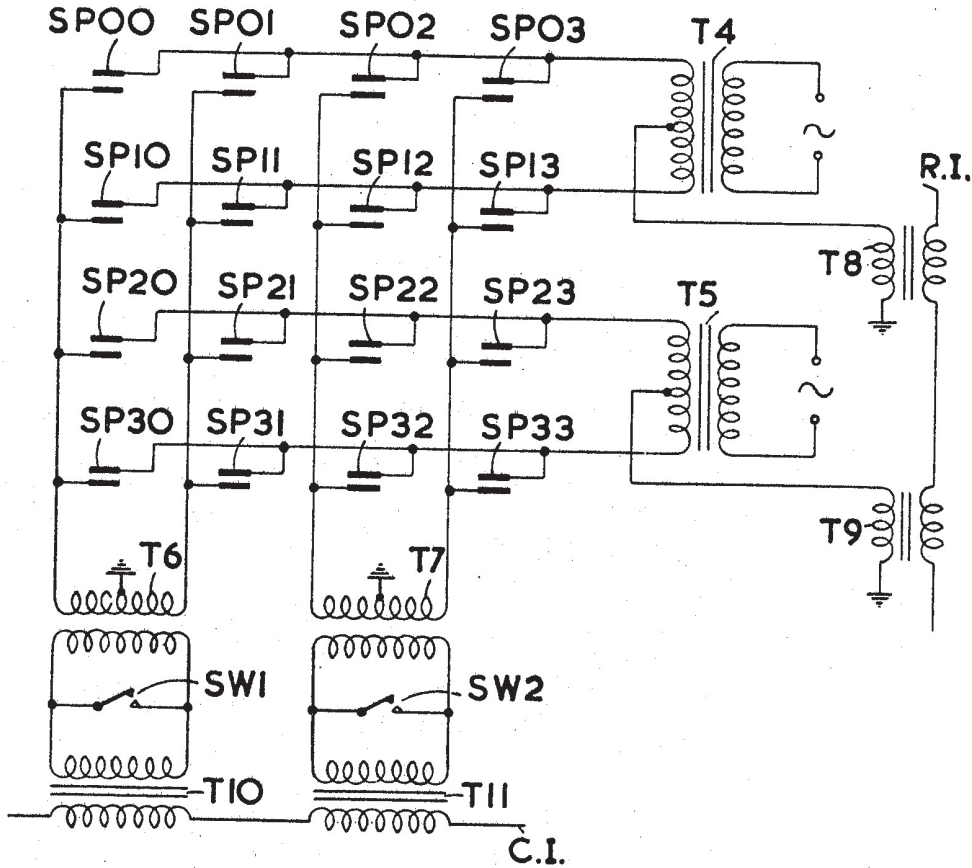 SP00 SP01 SP02 SP03 T4
SP10 SP11 SP12 SP13 R.I.
T8
SP20 SP21 SP22 SP23 T5
SP30 SP31 SP32 SP33
T9
T6 T7
SW1 SW2
T10 T11
C.I.